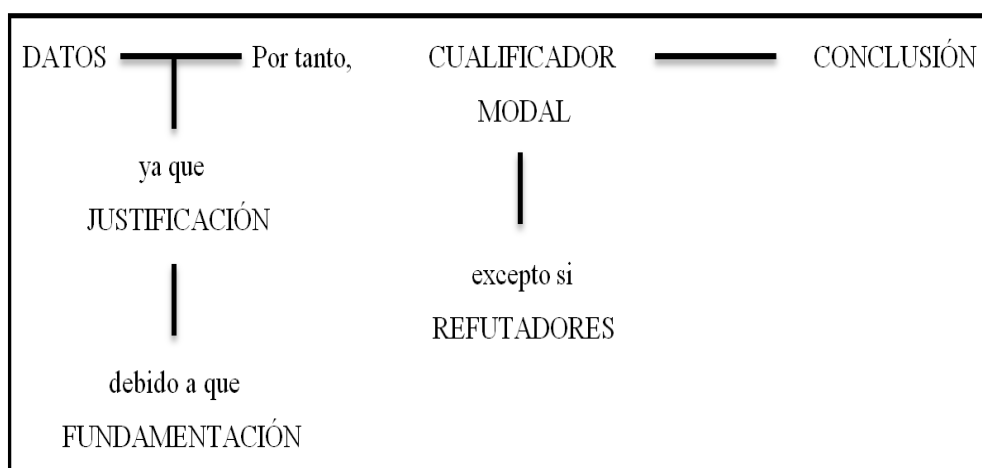 DATOS Por tanto, CUALIFICADOR CONCLUSIÓN
MODAL
ya que
JUSTIFICACIÓN
excepto si
REFUTADORES
debido a que
FUNDAMENTACIÓN